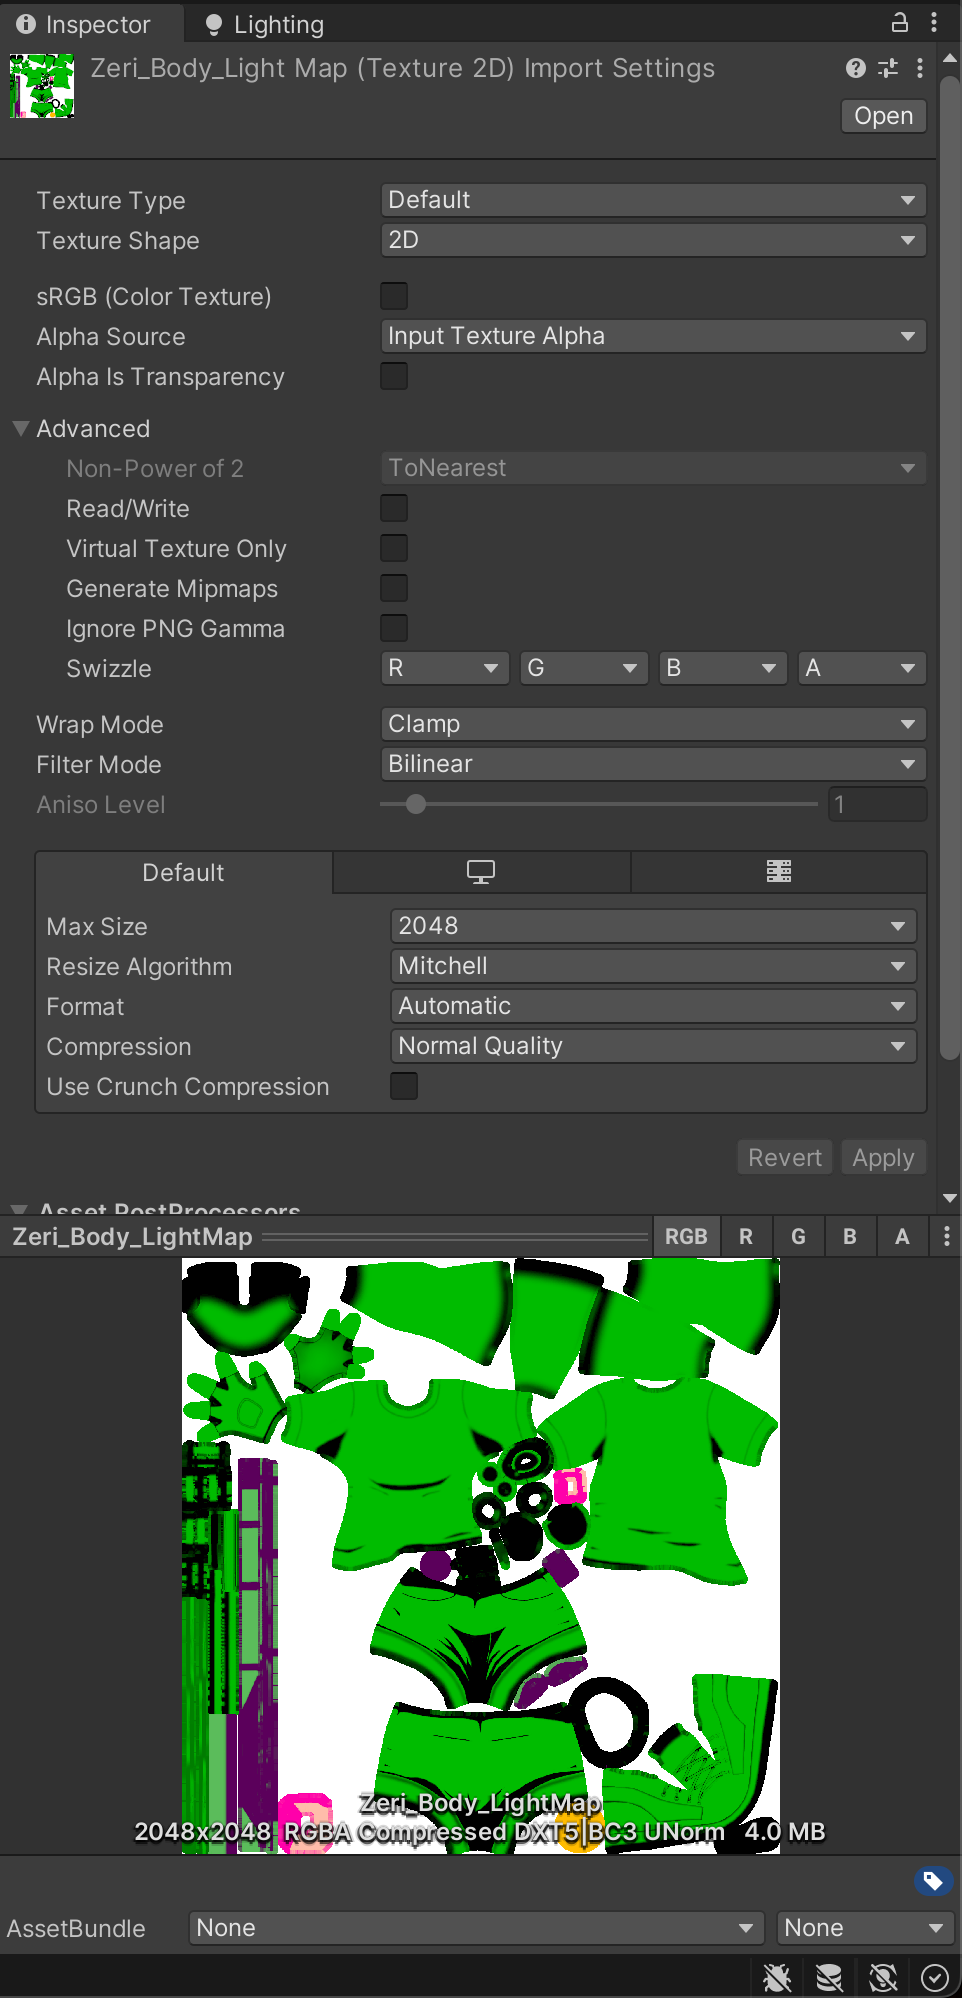 Inspector
Lighting
Zeri_Body_Light Map (Texture 2D) Import Settings
Open
Texture Type Default
Texture Shape 2D
sRGB (Color Texture)
Alpha Source Input Texture Alpha
Alpha Is Transparency
Advanced
Non-Power of 2 ToNearest
Read/Write
Virtual Texture Only
Generate Mipmaps
Ignore PNG Gamma
Swizzle R G B A
Wrap Mode Clamp
Filter Mode Bilinear
Aniso Level 1
Default
Max Size 2048
Resize Algorithm Mitchell
Format Automatic
Compression Normal Quality
Use Crunch Compression
Revert Apply
Asset PostProcessors
Zeri_Body_LightMap RGB R G B A
Zeri_Body_LightMap
2048x2048 RGBA Compressed DXT5|BC3 UNorm 4.0 MB
AssetBundle None None